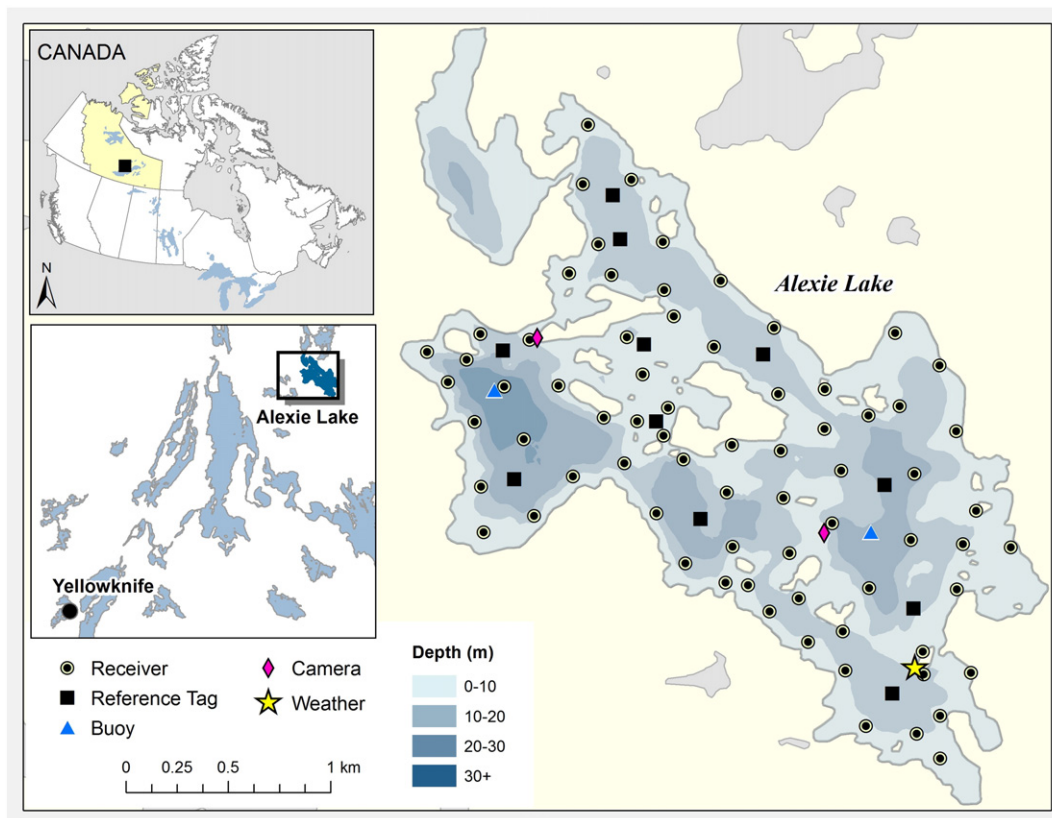 CANADA
N
Alexie Lake
Alexie Lake
Yellowknife
Receiver
Reference Tag
Buoy
Camera
Weather
0 0.25 0.5 1 km
Depth (m)
0-10
10-20
20-30
30+